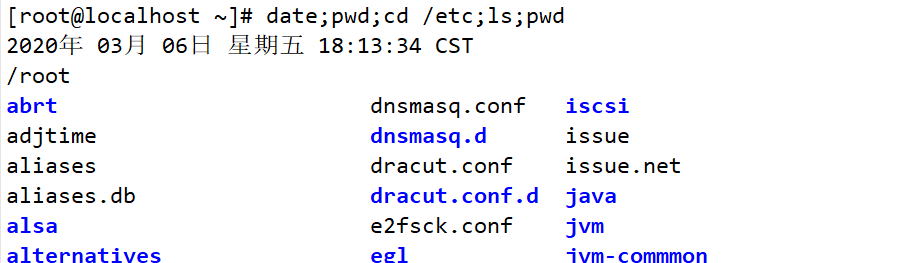 [root@localhost ~]# date;pwd;cd /etc;ls;pwd
2020年 03月 06日 星期五 18:13:34 CST
/root
abrt dnsmasq.conf iscsi
adjtime dnsmasq.d issue
aliases dracut.conf issue.net
aliases.db dracut.conf.d java
alsa e2fsck.conf jvm
alternatives egl jvm-commmon